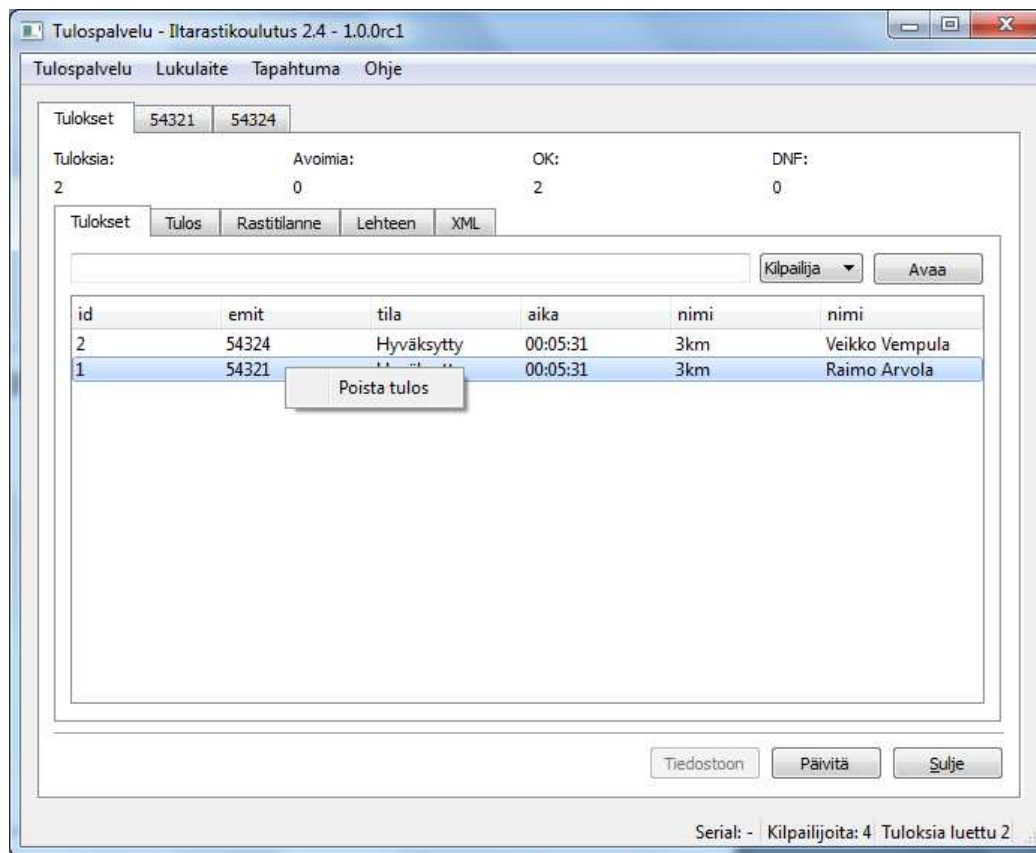 Tulospalvelu - Iltarastikoulutus 2.4 - 1.0.0rc1
Tulospalvelu Lukulaite Tapahtuma Ohje
Tulokset 54321 54324
Tuloksia: Avoimia: OK: DNF:
2 0 2 0
Tulokset Tulos Rastitilanne Lehteen XML
Kilpailija Avaa
id emit tila aika nimi nimi
2 54324 Hyväksytty 00:05:31 3km Veikko Vempula
1 54321 00:05:31 3km Raimo Arvola
Poista tulos
Tiedostoon Päivitä Sulje
Serial: - Kilpailijoita: 4 Tuloksia luettu 2